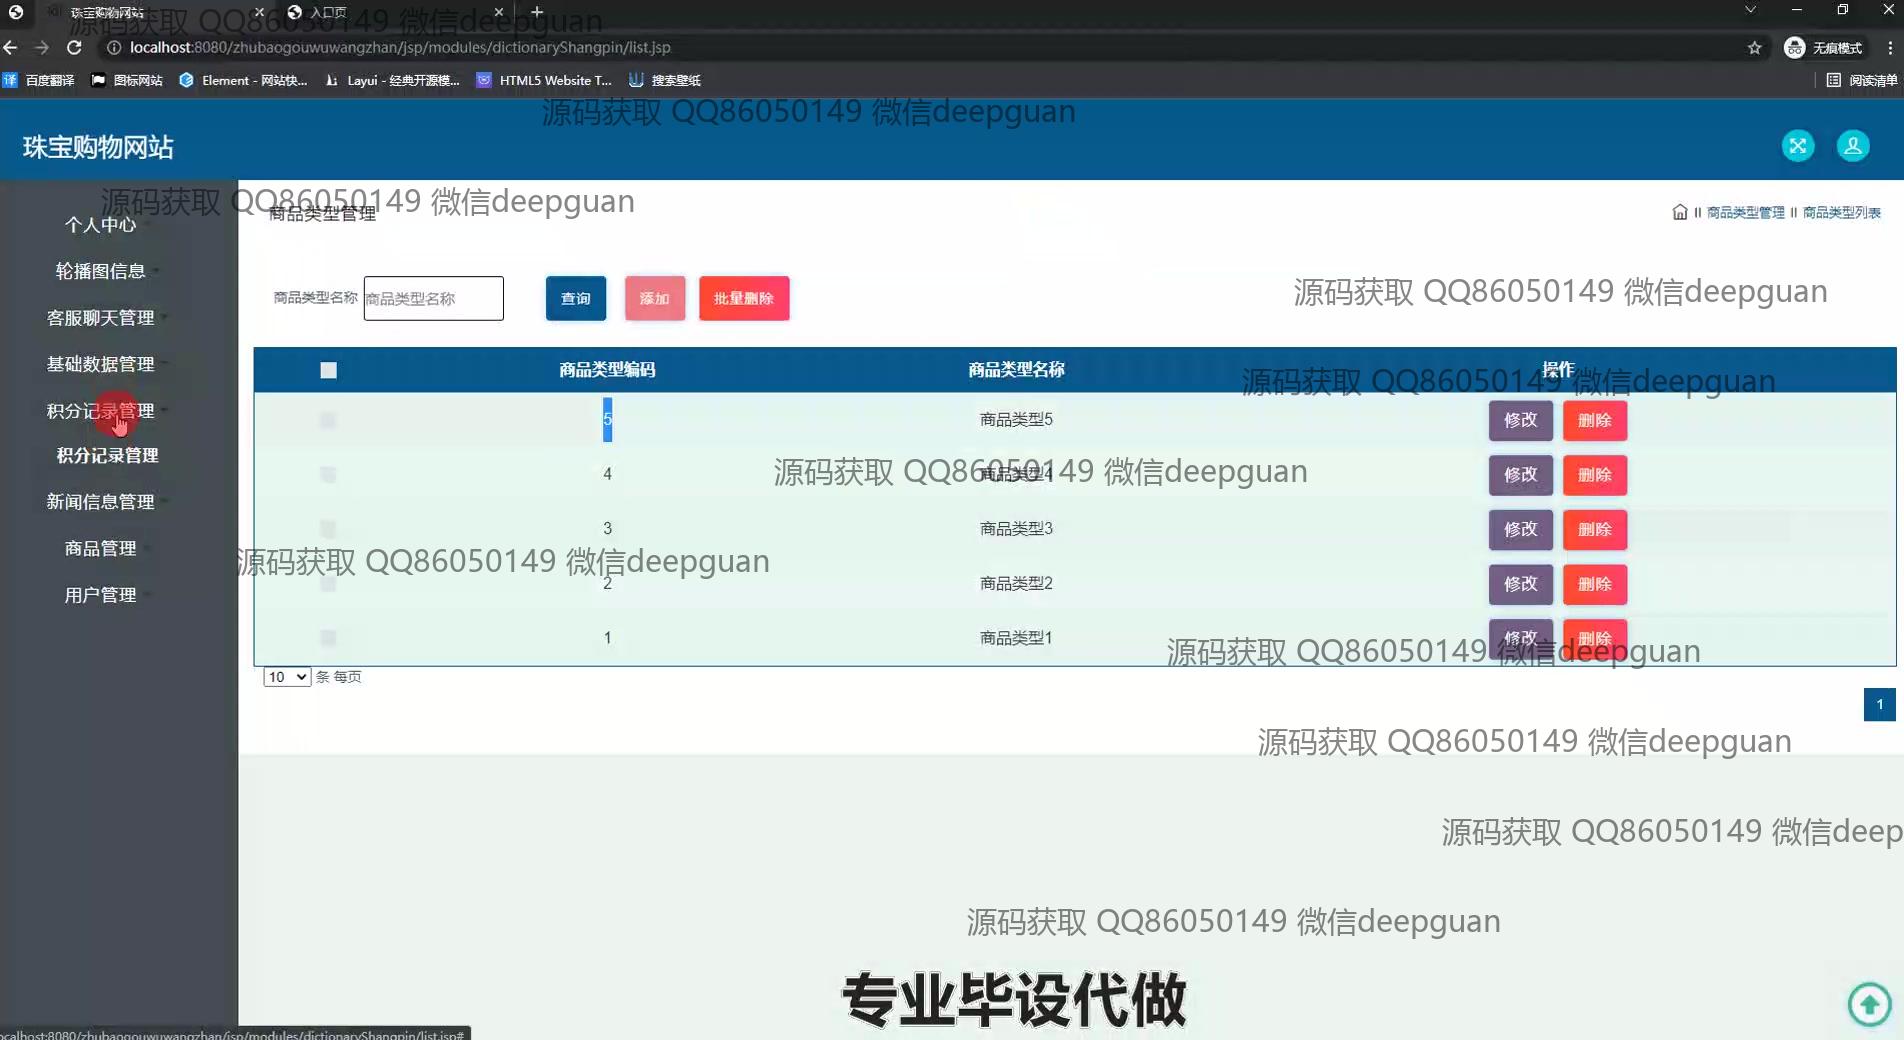 珠宝购物网站
入口页
源码获取 QQ86050149 微信deepguan
localhost:8080/zhubaogouwuwangzhan/jsp/modules/dictionaryShangpin/list.jsp
无痕模式
百度翻译
图标网站
Element - 网站快...
Layui - 经典开源模...
HTML5 Website T...
搜索壁纸
阅读清单
源码获取 QQ86050149 微信deepguan
珠宝购物网站
源码获取 QQ86050149 微信deepguan
个人中心
轮播图信息
客服聊天管理
基础数据管理
积分记录管理
积分记录管理
新闻信息管理
商品管理
用户管理
商品类型管理
商品类型管理 II 商品类型列表
商品类型名称 商品类型名称 查询 添加 批量删除
源码获取 QQ86050149 微信deepguan
商品类型编码 商品类型名称 操作
源码获取 QQ86050149 微信deepguan
5 商品类型5 修改 删除
4 商品类型4 修改 删除
源码获取 QQ86050149 微信deepguan
3 商品类型3 修改 删除
源码获取 QQ86050149 微信deepguan
2 商品类型2 修改 删除
1 商品类型1 修改 删除
源码获取 QQ86050149 微信deepguan
10 条 每页
1
源码获取 QQ86050149 微信deepguan
源码获取 QQ86050149 微信deep
源码获取 QQ86050149 微信deepguan
专业毕设代做
ocalhost:8080/zhubaogouwuwangzhan/jsp/modules/dictionaryShangpin/list.jsp#